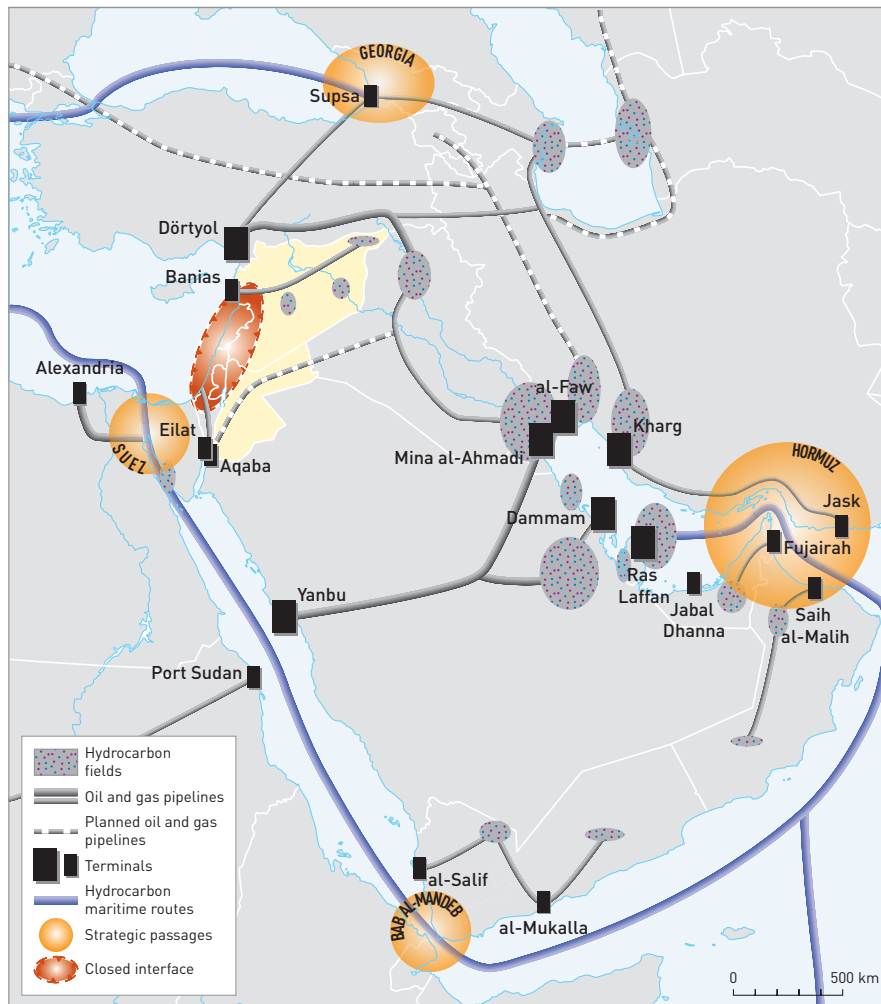 GEORGIA
Supsa
Dörtyol
Banias
Alexandria
SUEZ
Eilat
Aqaba
al-Faw
Mina al-Ahmadi
Kharg
HORMUZ
Jask
Dammam
Fujairah
Ras
Laffan
Jabal
Dhanna
Saih
al-Malih
Yanbu
Port Sudan
al-Salif
BAB AL-MANDEB
al-Mukalla
Hydrocarbon
fields
Oil and gas pipelines
Planned oil and gas
pipelines
Terminals
Hydrocarbon
maritime routes
Strategic passages
Closed interface
0 500 km